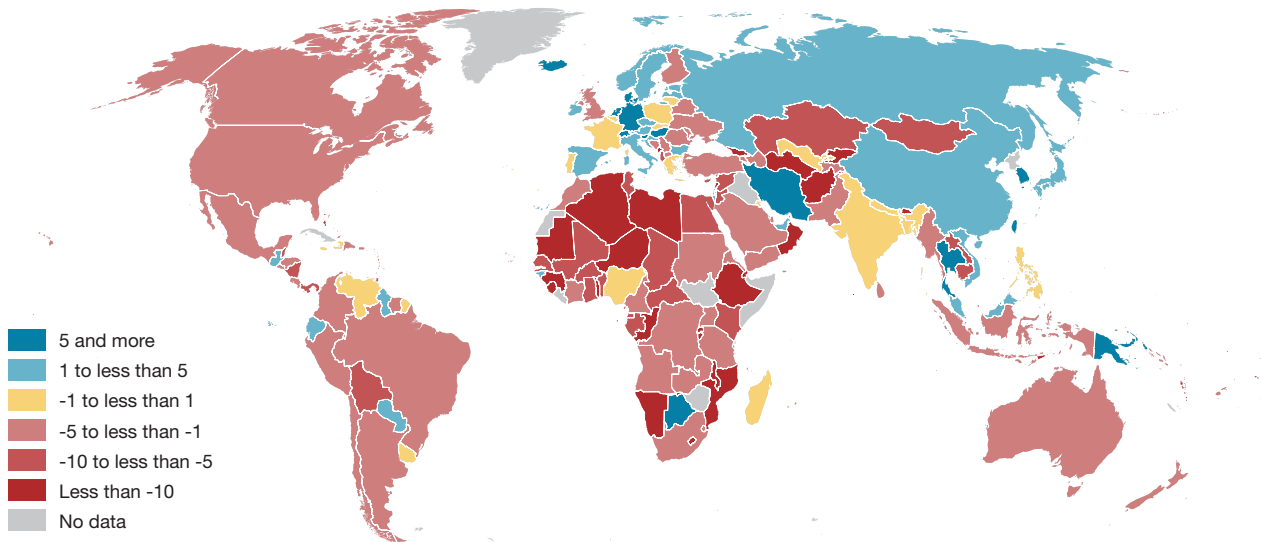 5 and more
1 to less than 5
-1 to less than 1
-5 to less than -1
-10 to less than -5
Less than -10
No data